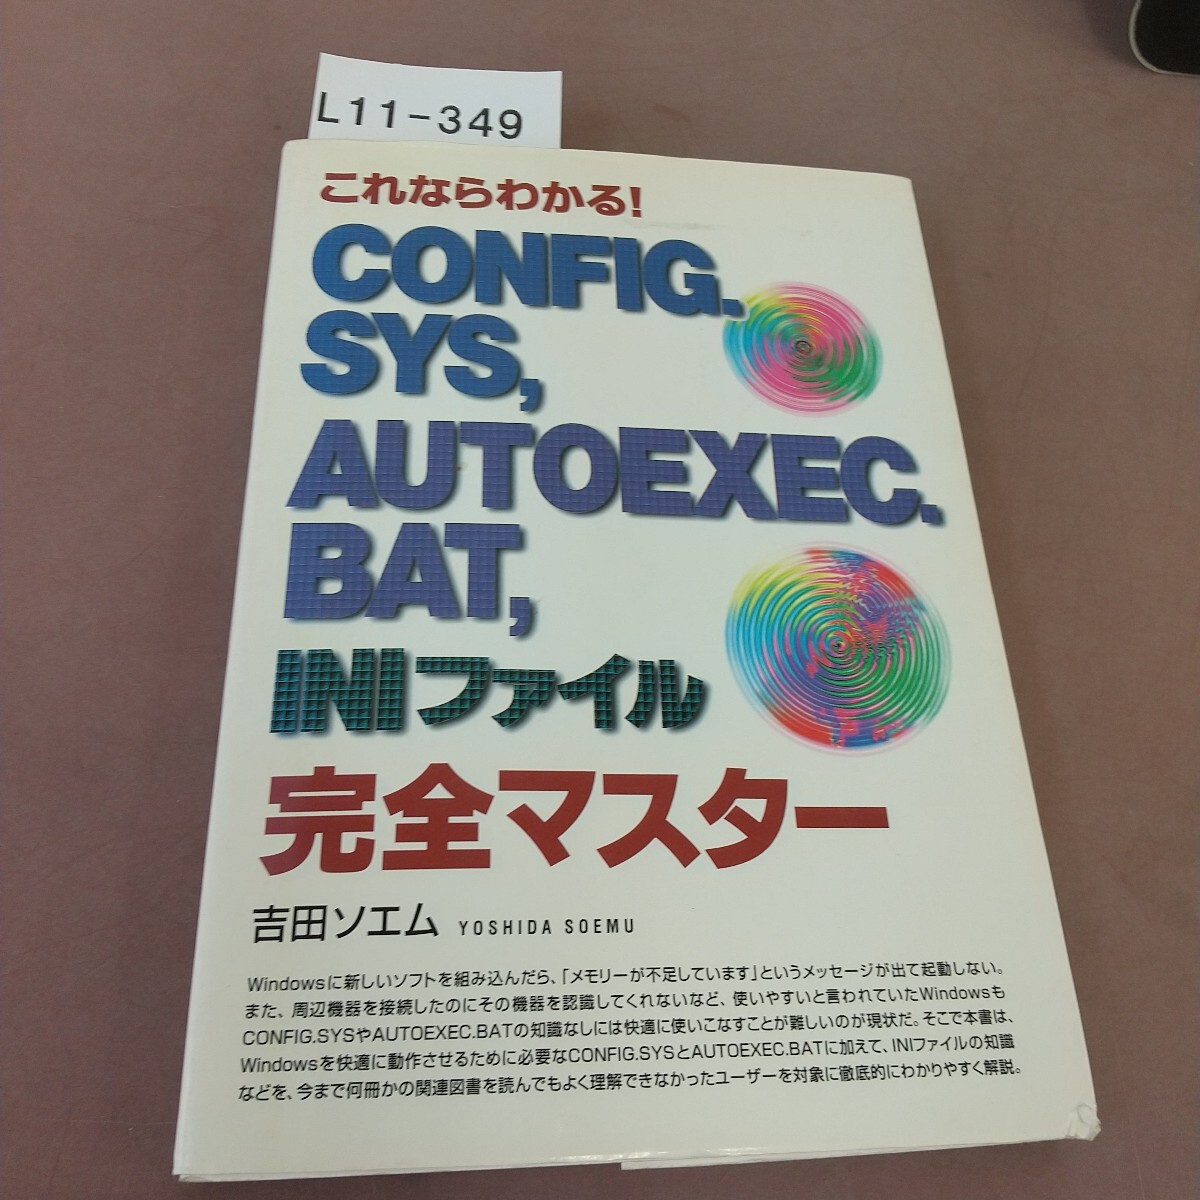 L11-349
これならわかる!
CONFIG.
SYS,
AUTOEXEC.
BAT,
INIファイル
完全マスター
吉田ソエム YOSHIDA SOEMU
Windowsに新しいソフトを組み込んだら、「メモリーが不足しています」というメッセージが出て起動しない。
また、周辺機器を接続したのにその機器を認識してくれないなど、使いやすいと言われていたWindowsも
CONFIG.SYSやAUTOEXEC.BATの知識なしには快適に使いこなすことが難しいのが現状だ。そこで本書は、
Windowsを快適に動作させるために必要なCONFIG.SYSとAUTOEXEC.BATに加えて、INIファイルの知識
などを、今まで何冊かの関連図書を読んでもよく理解できなかったユーザーを対象に徹底的にわかりやすく解説。